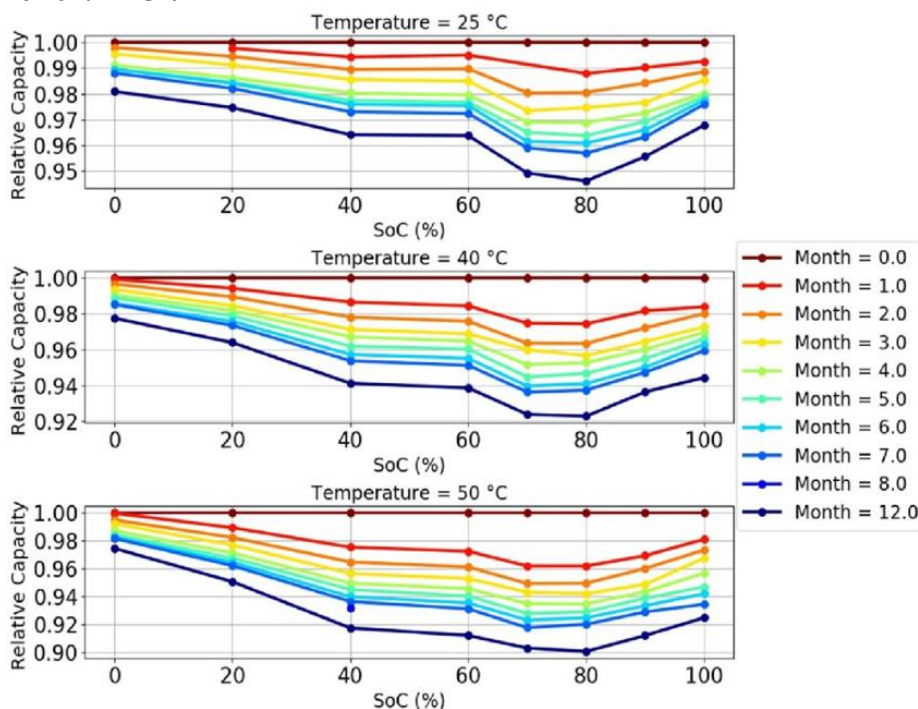 Temperature = 25 °C
Relative Capacity
1.00
0.99
0.98
0.97
0.96
0.95
0 20 40 60 80 100
SoC (%)
Temperature = 40 °C
Relative Capacity
1.00
0.98
0.96
0.94
0.92
0 20 40 60 80 100
SoC (%)
Temperature = 50 °C
Relative Capacity
1.00
0.98
0.96
0.94
0.92
0.90
0 20 40 60 80 100
SoC (%)
Month = 0.0
Month = 1.0
Month = 2.0
Month = 3.0
Month = 4.0
Month = 5.0
Month = 6.0
Month = 7.0
Month = 8.0
Month = 12.0